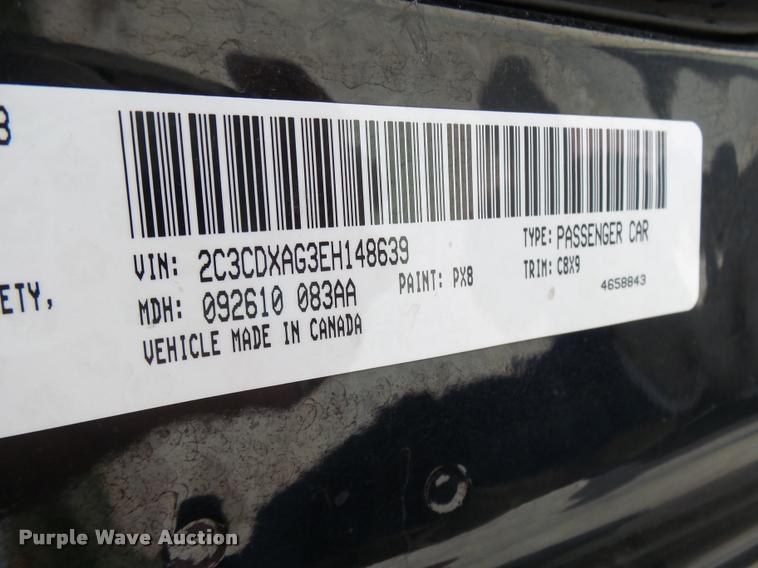 8
ETY,
VIN: 2C3CDXAG3EH148639
TYPE: PASSENGER CAR
MDH: 092610 083AA
PAINT: PX8
TRIM: C8X9
4658843
VEHICLE MADE IN CANADA
Purple Wave Auction